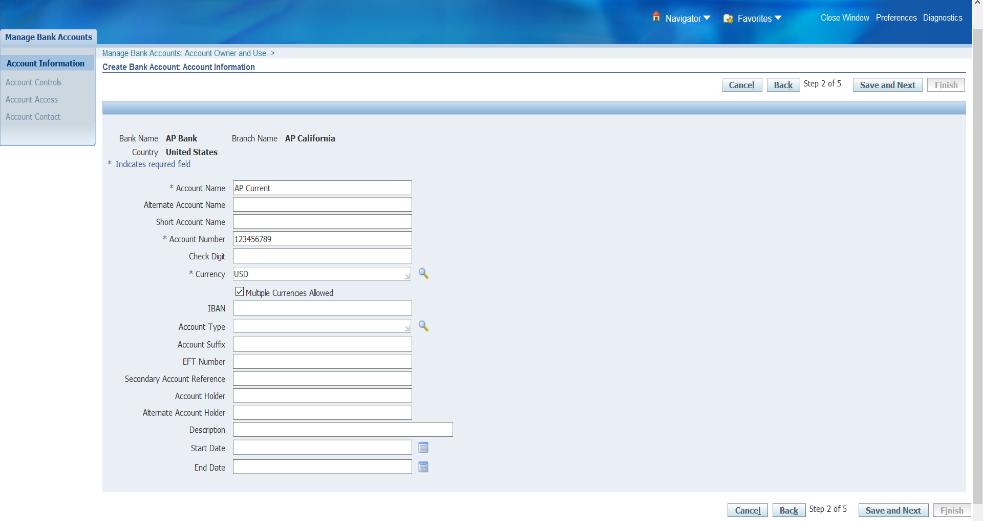 Navigator Favorites Close Window Preferences Diagnostics
Manage Bank Accounts
Account Information
Account Controls
Account Access
Account Contact
Manage Bank Accounts: Account Owner and Use >
Create Bank Account: Account Information
Cancel Back Step 2 of 5 Save and Next Finish
Bank Name AP Bank Branch Name AP California
Country United States
* Indicates required field
* Account Name AP Current
Alternate Account Name
Short Account Name
* Account Number 123456789
Check Digit
* Currency USD
Multiple Currencies Allowed
IBAN
Account Type
Account Suffix
EFT Number
Secondary Account Reference
Account Holder
Alternate Account Holder
Description
Start Date
End Date
Cancel Back Step 2 of 5 Save and Next Finish